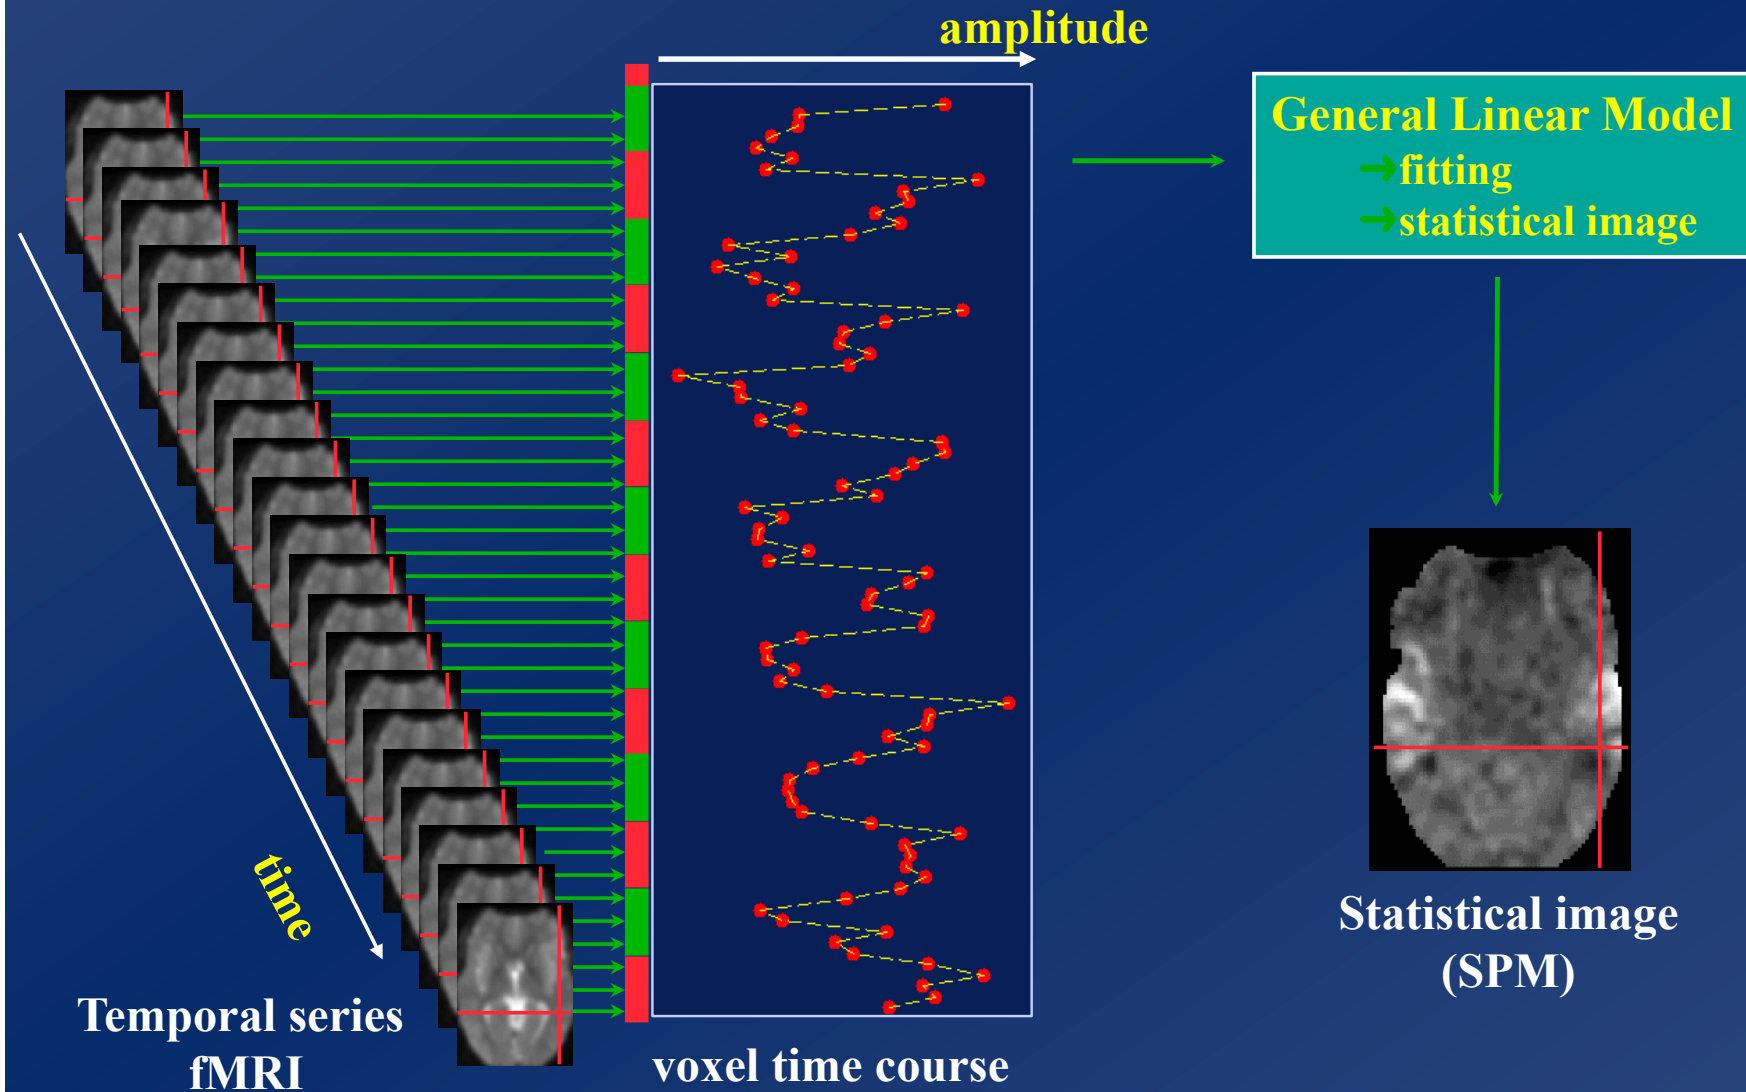 amplitude
General Linear Model
➔fitting
➔statistical image
time
Temporal series
fMRI
voxel time course
Statistical image
(SPM)